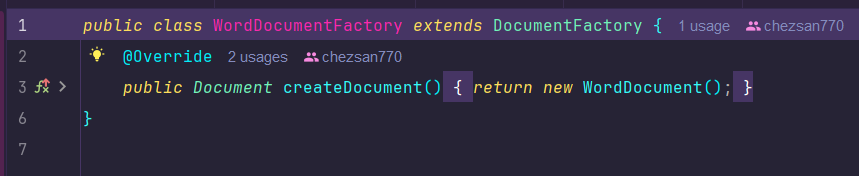 1 public class WordDocumentFactory extends DocumentFactory { 1 usage chezsan770
2 @Override 2 usages chezsan770
3 public Document createDocument() { return new WordDocument(); }
6 }
7